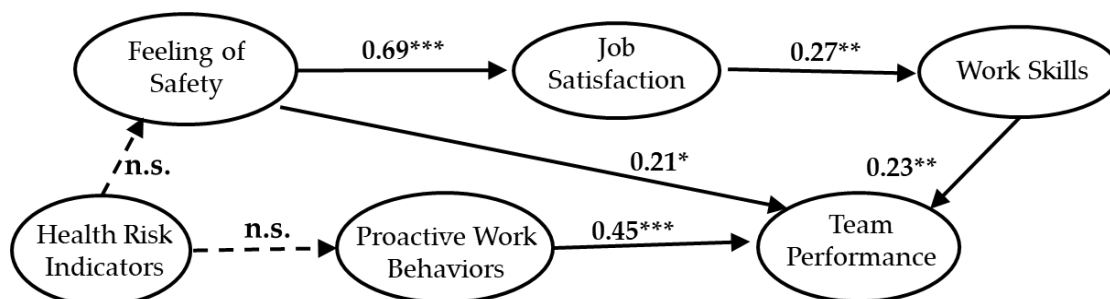 Feeling of
Safety
0.69***
Job
Satisfaction
0.27**
Work Skills
n.s.
0.21*
0.23**
Health Risk
Indicators
n.s.
Proactive Work
Behaviors
0.45***
Team
Performance